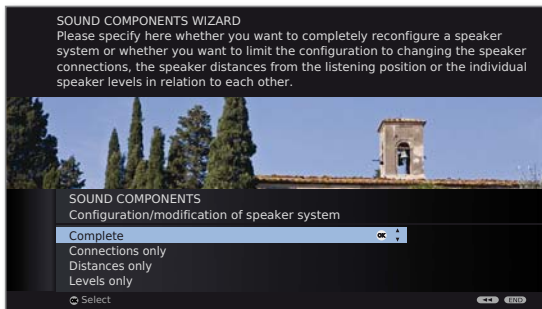 SOUND COMPONENTS WIZARD
Please specify here whether you want to completely reconfigure a speaker
system or whether you want to limit the configuration to changing the speaker
connections, the speaker distances from the listening position or the individual
speaker levels in relation to each other.
SOUND COMPONENTS
Configuration/modification of speaker system
Complete OK
Connections only
Distances only
Levels only
OK Select END